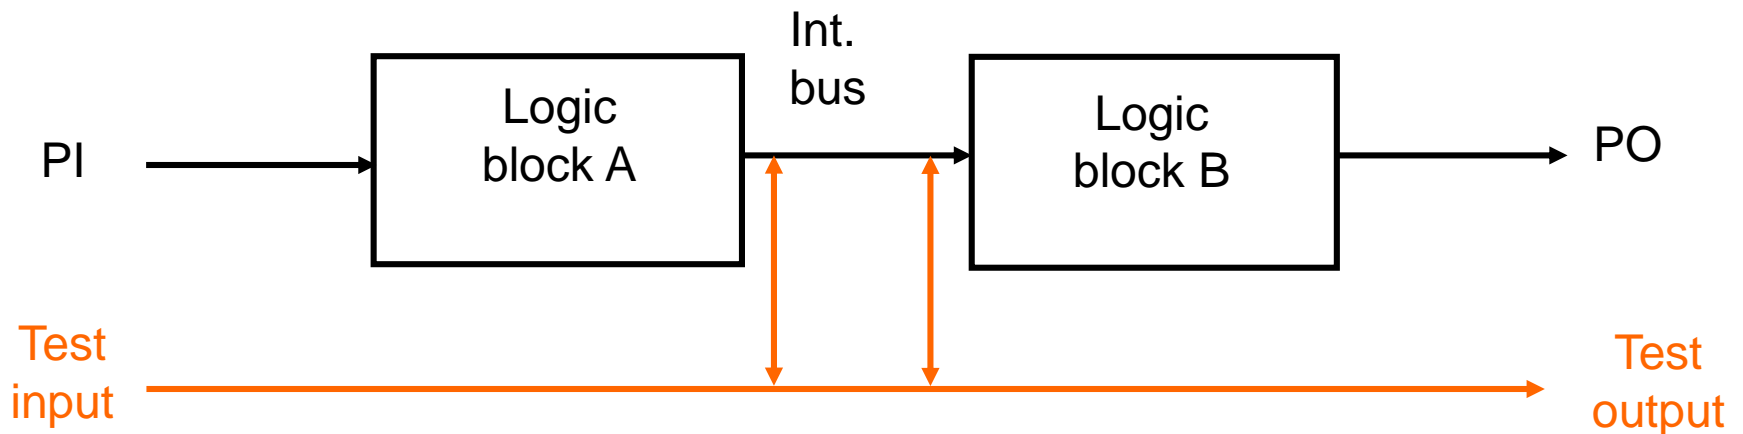 Int.
bus
Logic
block A
Logic
block B
PI
PO
Test
input
Test
output